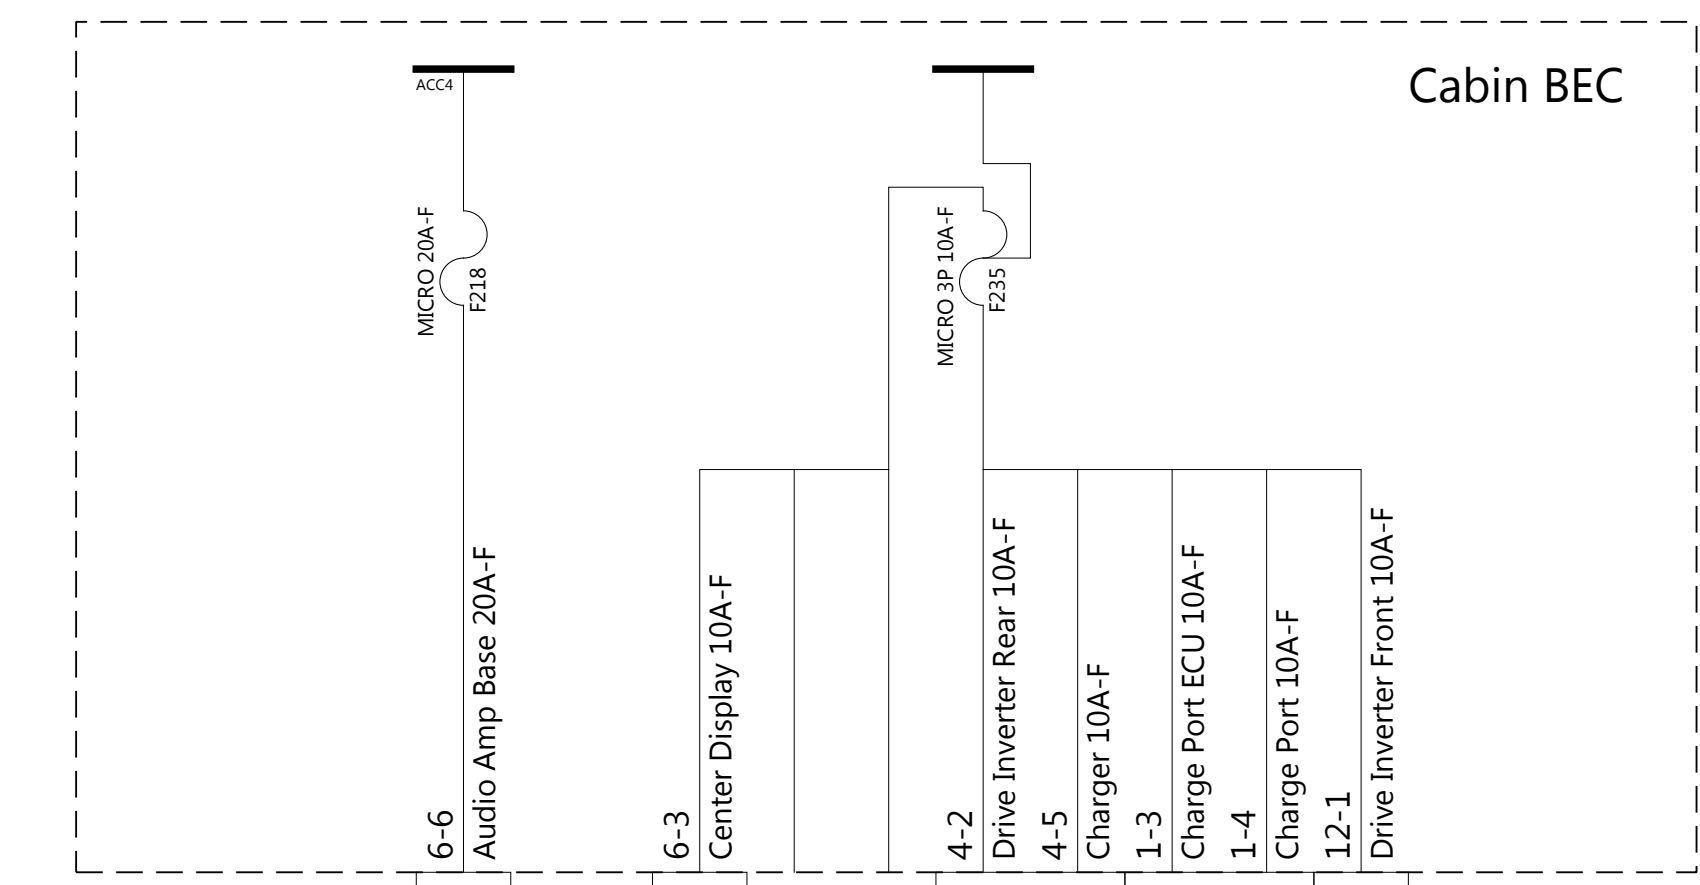 Cabin BEC
ACC4
MICRO 20A-F
F218
MICRO 3P 10A-F
F235
6-6
Audio Amp Base 20A-F
6-3
Center Display 10A-F
4-2
Drive Inverter Rear 10A-F
4-5
Charger 10A-F
1-3
Charge Port ECU 10A-F
1-4
Charge Port 10A-F
12-1
Drive Inverter Front 10A-F